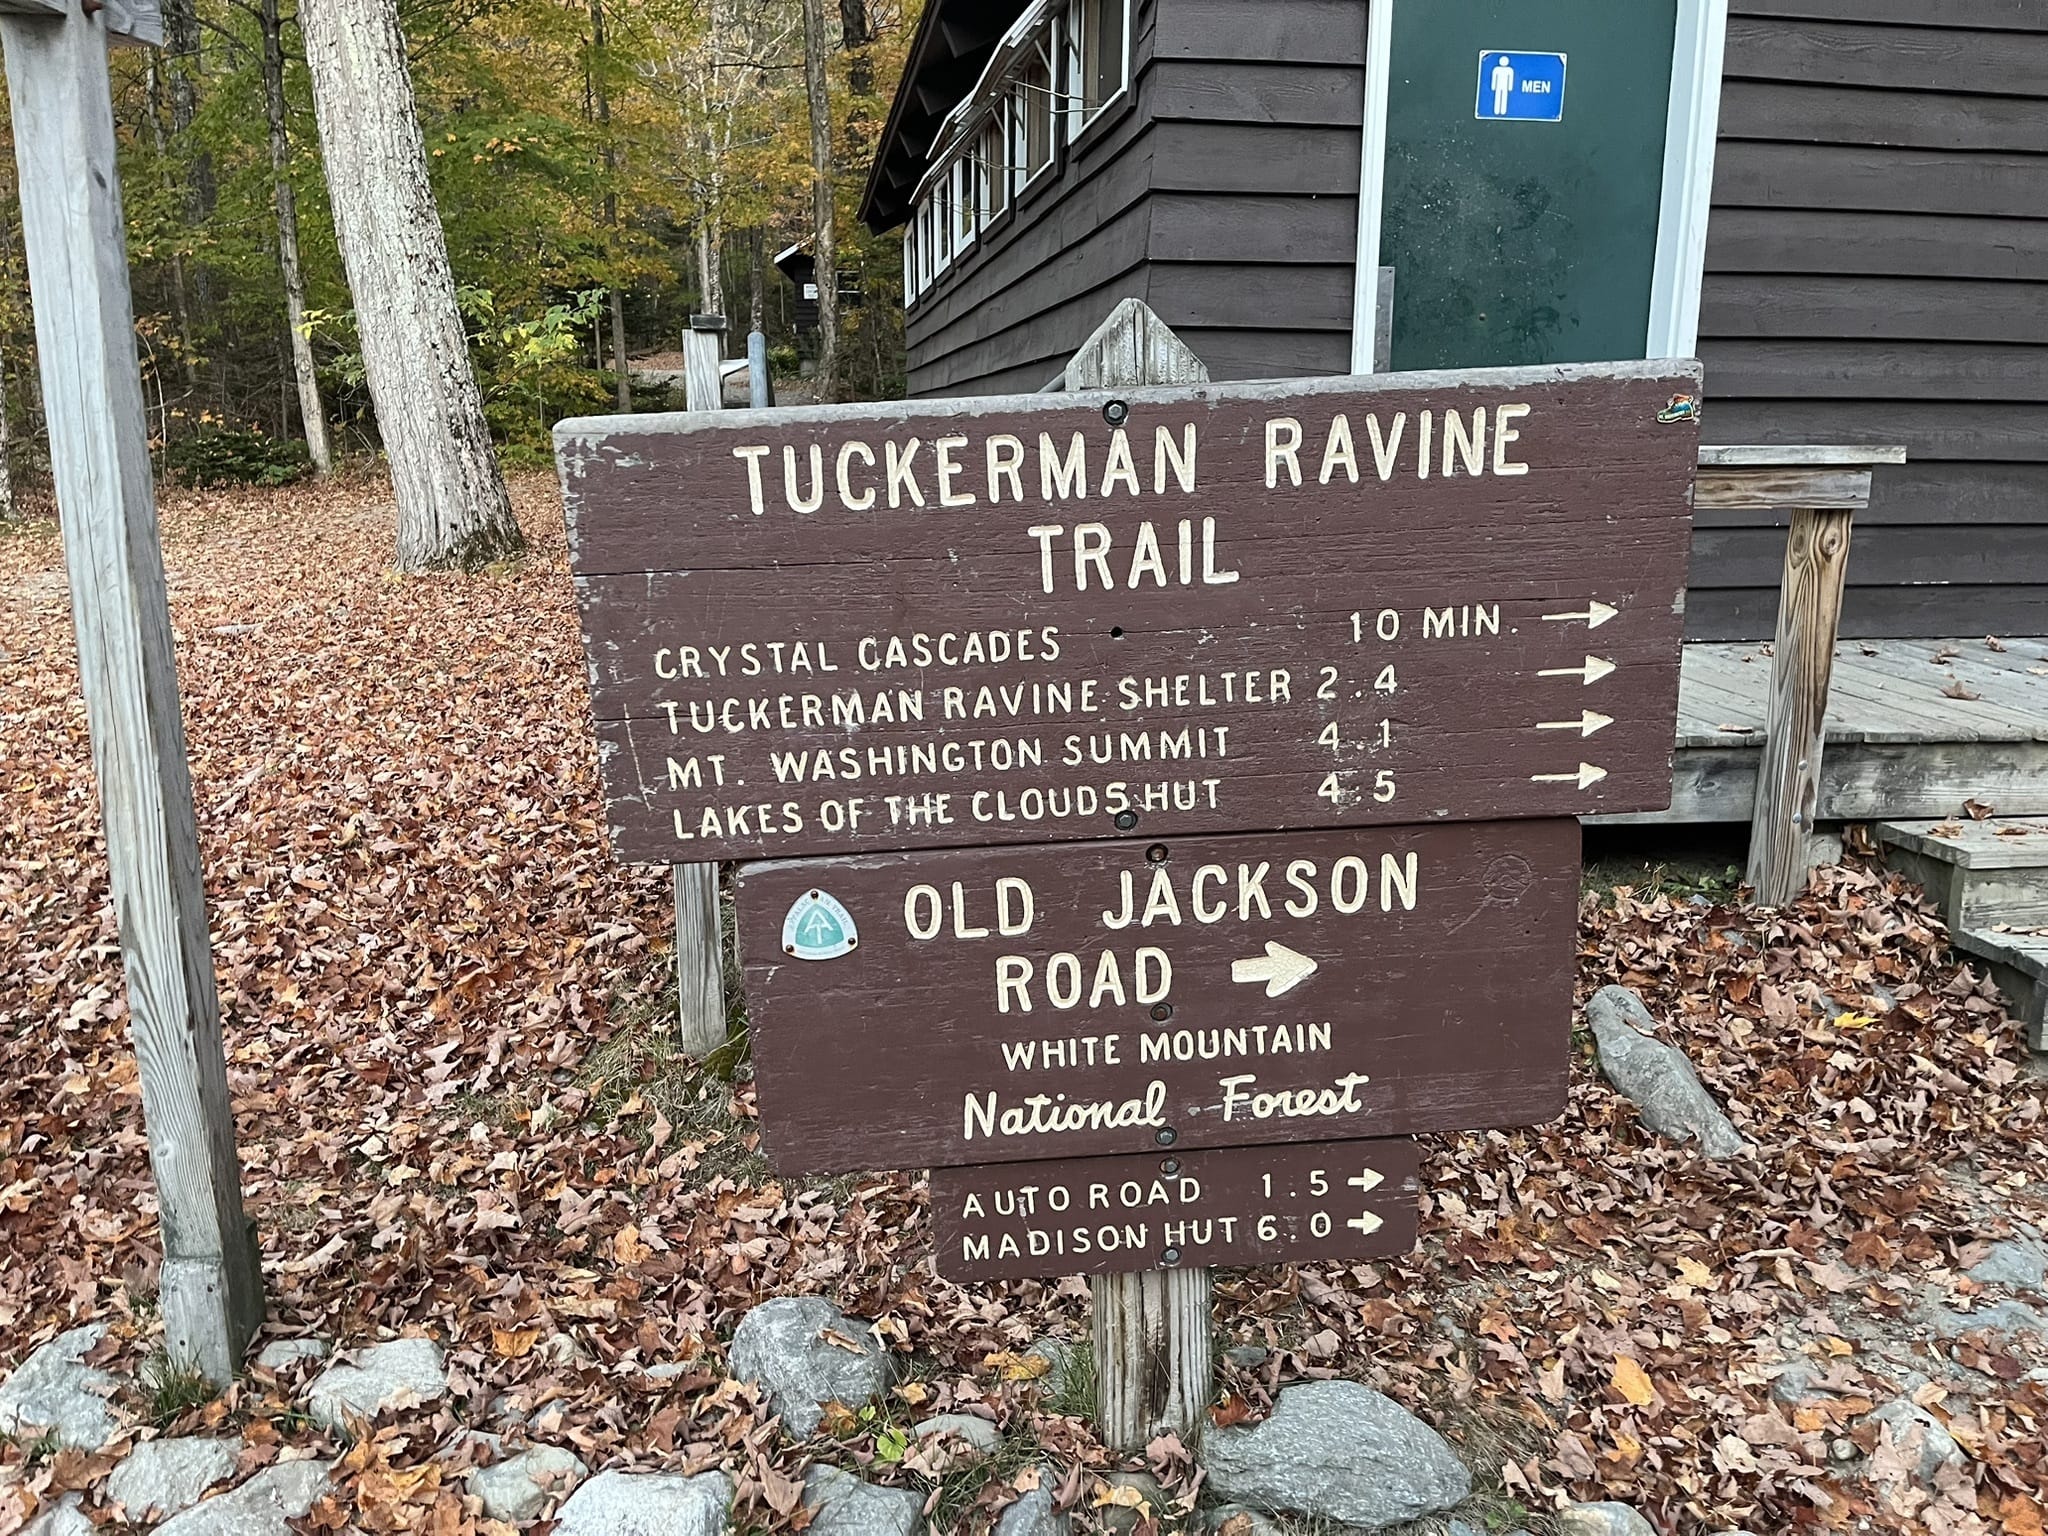 MEN
TUCKERMAN RAVINE
TRAIL
CRYSTAL CASCADES 10 MIN. →
TUCKERMAN RAVINE SHELTER 2.4 →
MT. WASHINGTON SUMMIT 4.1 →
LAKES OF THE CLOUDS HUT 4.5 →
OLD JACKSON
ROAD →
WHITE MOUNTAIN
National Forest
AUTO ROAD 1.5 →
MADISON HUT 6.0 →